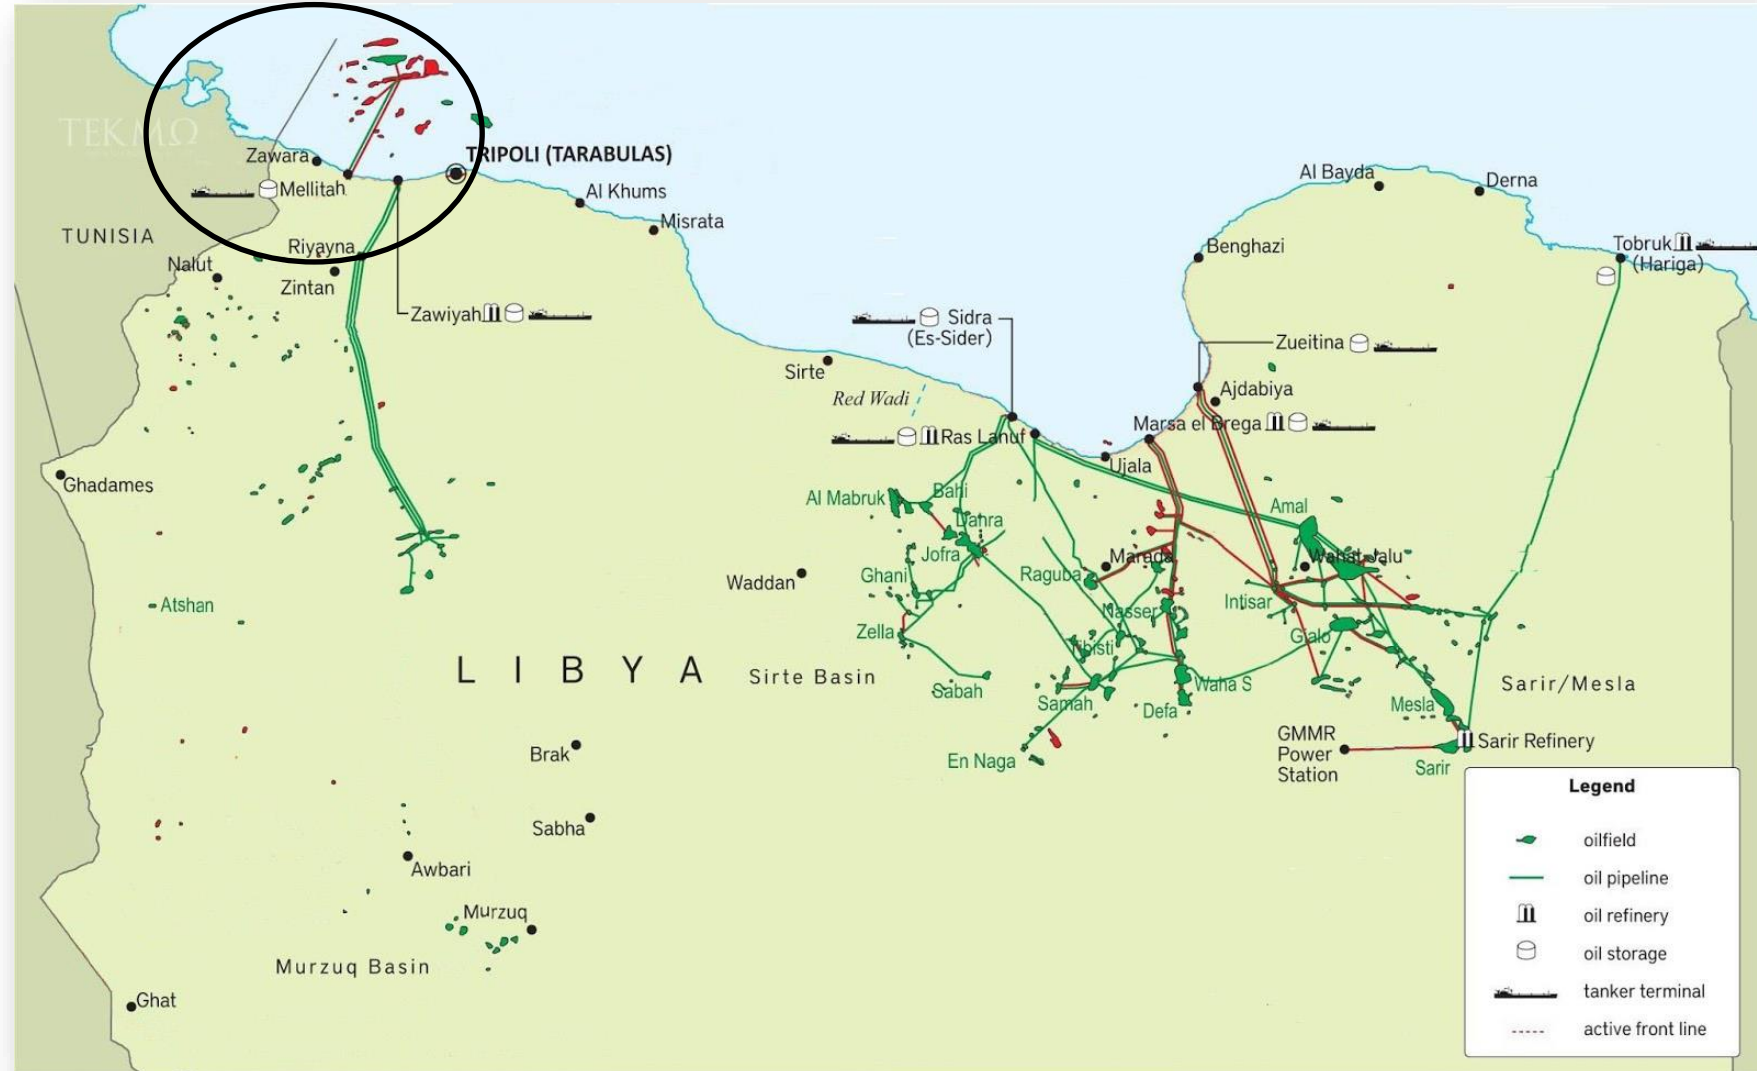 TEKMΩ
Zawara
TRIPOLI (TARABULAS)
Mellitah
Al Khums
Misrata
TUNISIA
Riyayna
Nalut
Zintan
Zawiyah
Al Bayda
Derna
Benghazi
Tobruk
(Hariga)
Sidra
(Es-Sider)
Zueitina
Sirte
Red Wadi
Ajdabiya
Marsa el Brega
Ras Lanuf
Ujala
Ghadames
Al Mabruk
Bahi
Amal
Dahra
Jofra
Marada
Wahat Jalu
Waddan
Ghani
Raguba
Atshan
Nasser
Intisar
Zella
Gialo
Tibisti
LIBYA
Sirte Basin
Sabah
Samah
Waha S
Defa
Mesla
Sarir/Mesla
Brak
En Naga
GMMR
Power
Station
Sarir Refinery
Sarir
Sabha
Awbari
Murzuq
Murzuq Basin
Ghat
Legend
oilfield
oil pipeline
oil refinery
oil storage
tanker terminal
active front line